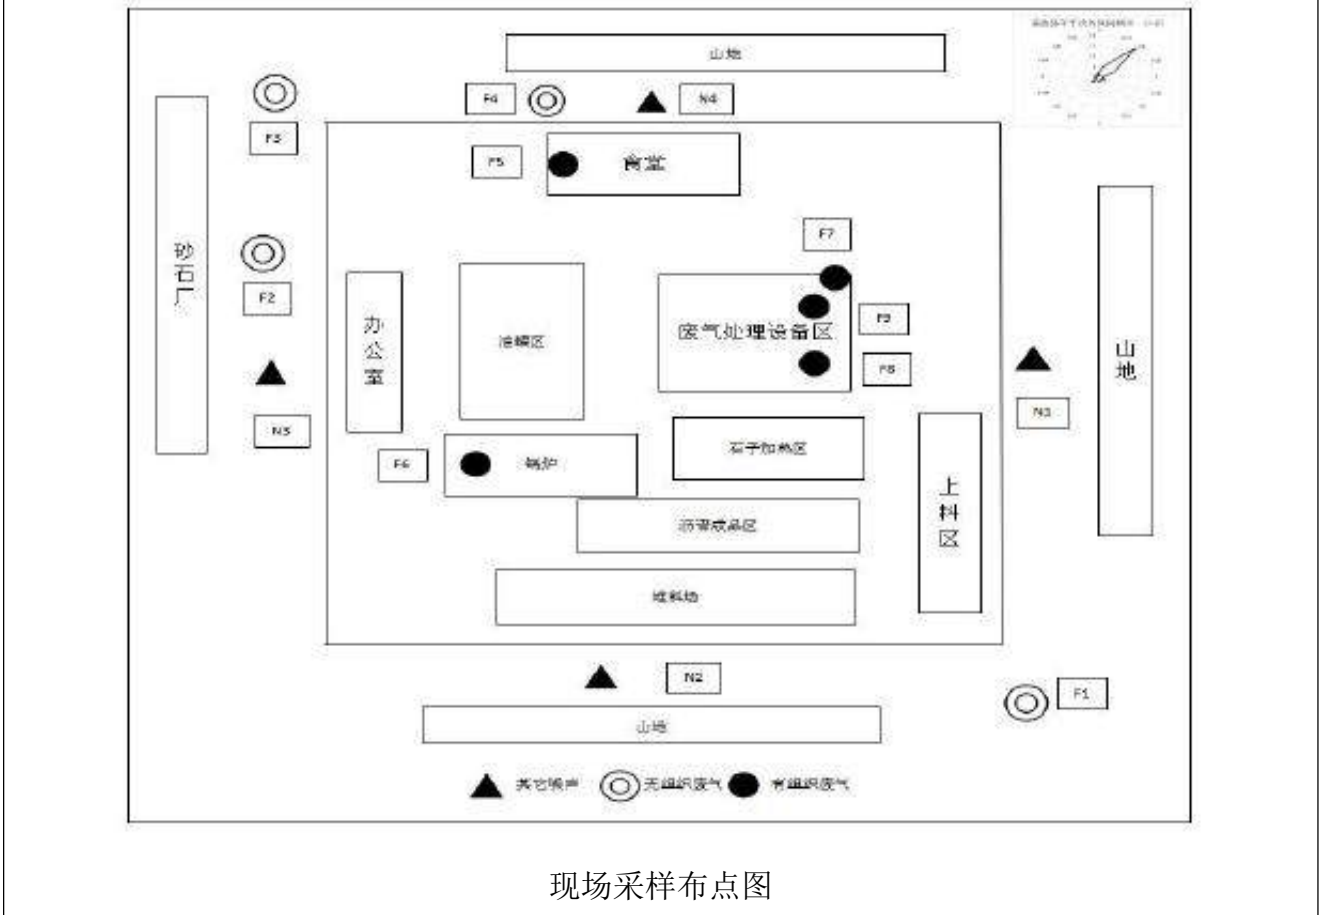 山地
F4
N4
F3
F5
食堂
F7
砂石厂
F2
办公室
油罐区
废气处理设备区
F9
F8
山地
N3
N1
F6
锅炉
石子加热区
上料区
沥青成品区
堆料场
N2
F1
山地
其它噪声
无组织废气
有组织废气
现场采样布点图